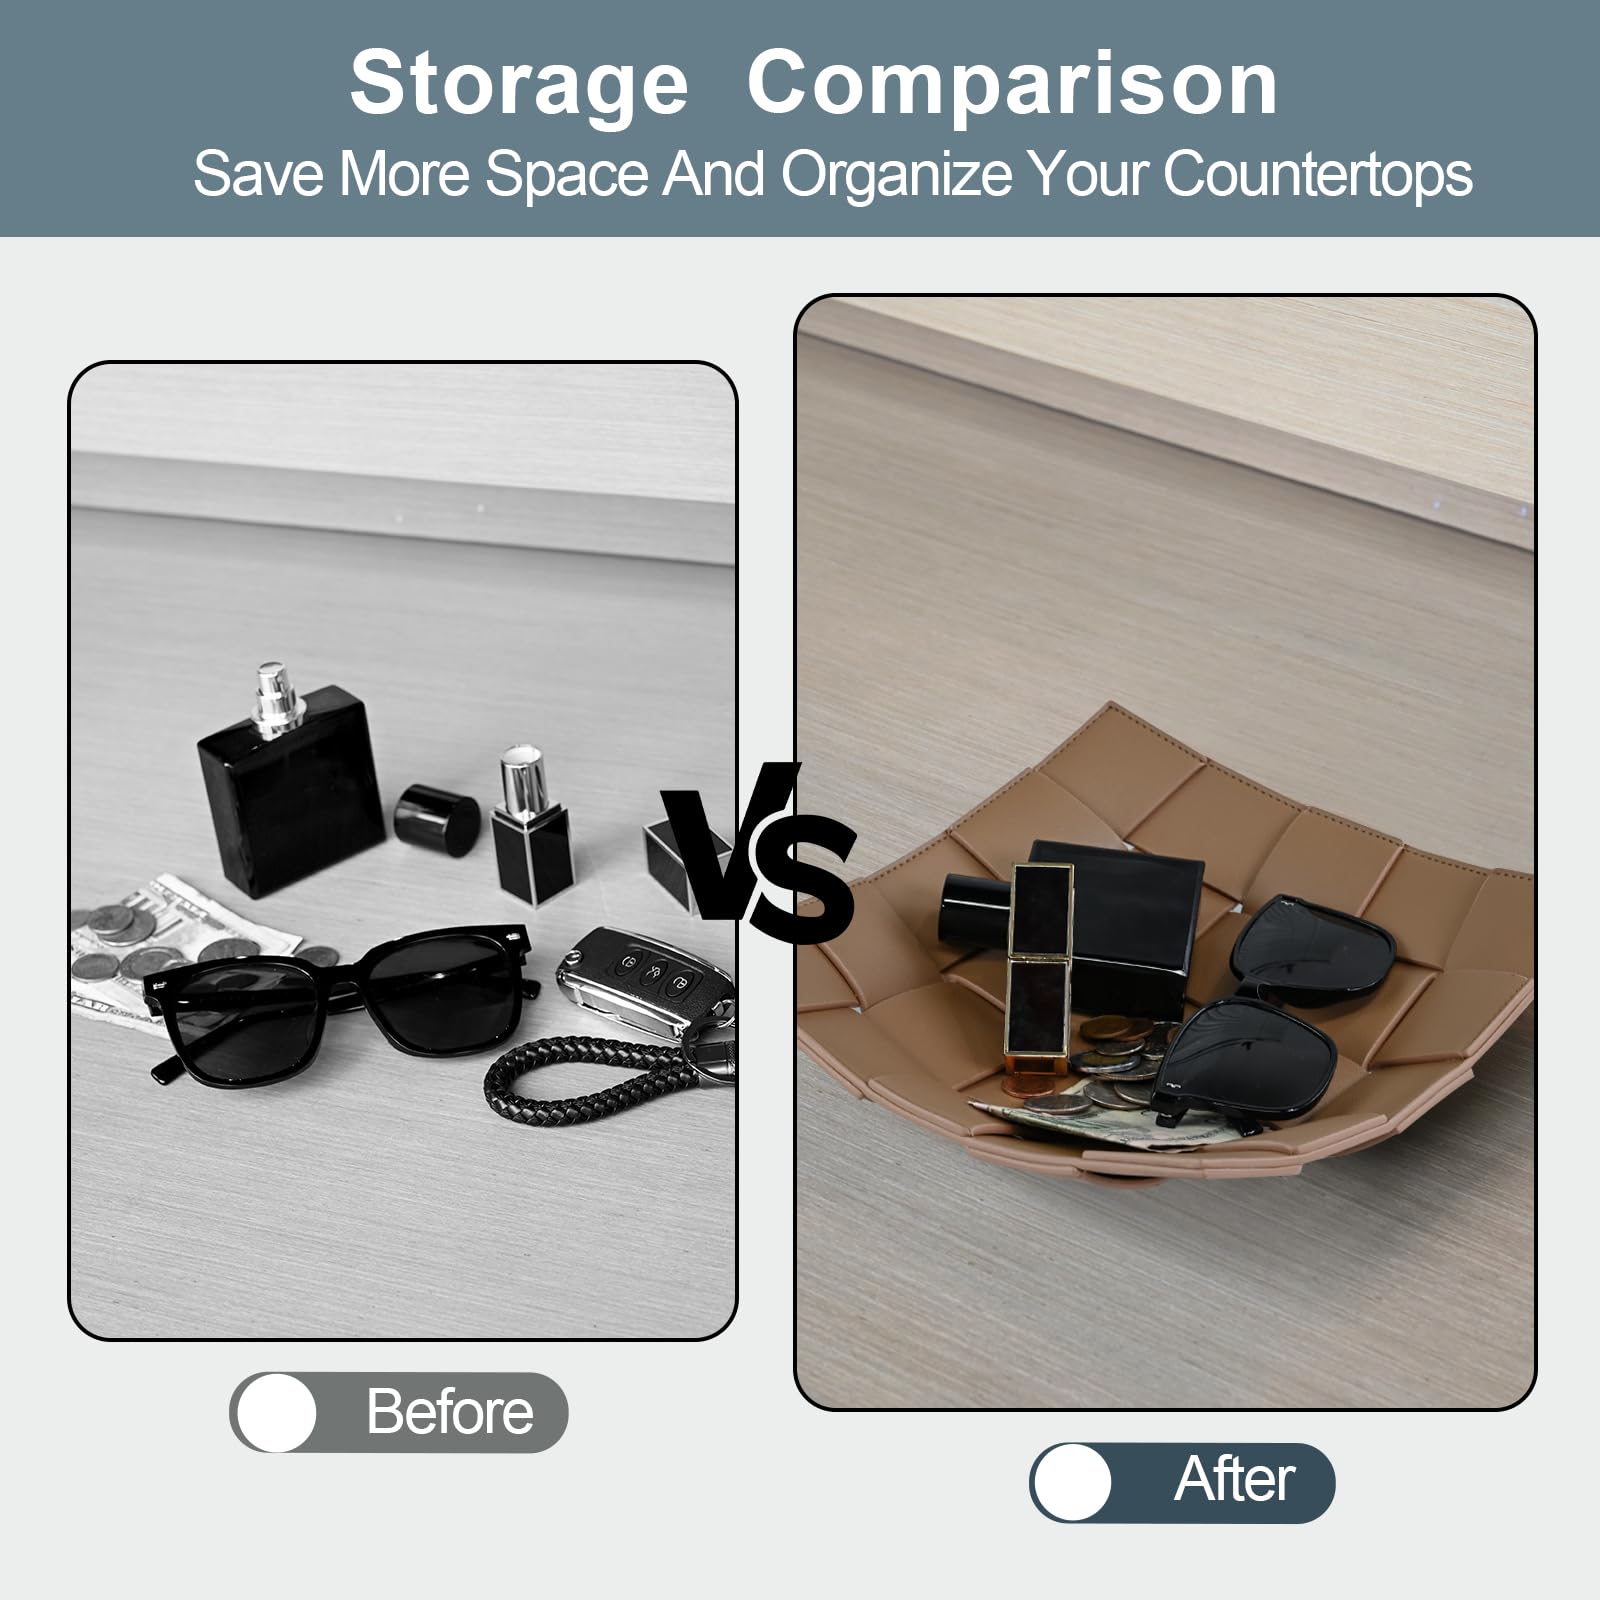 Storage Comparison
Save More Space And Organize Your Countertops
VS
Before
After